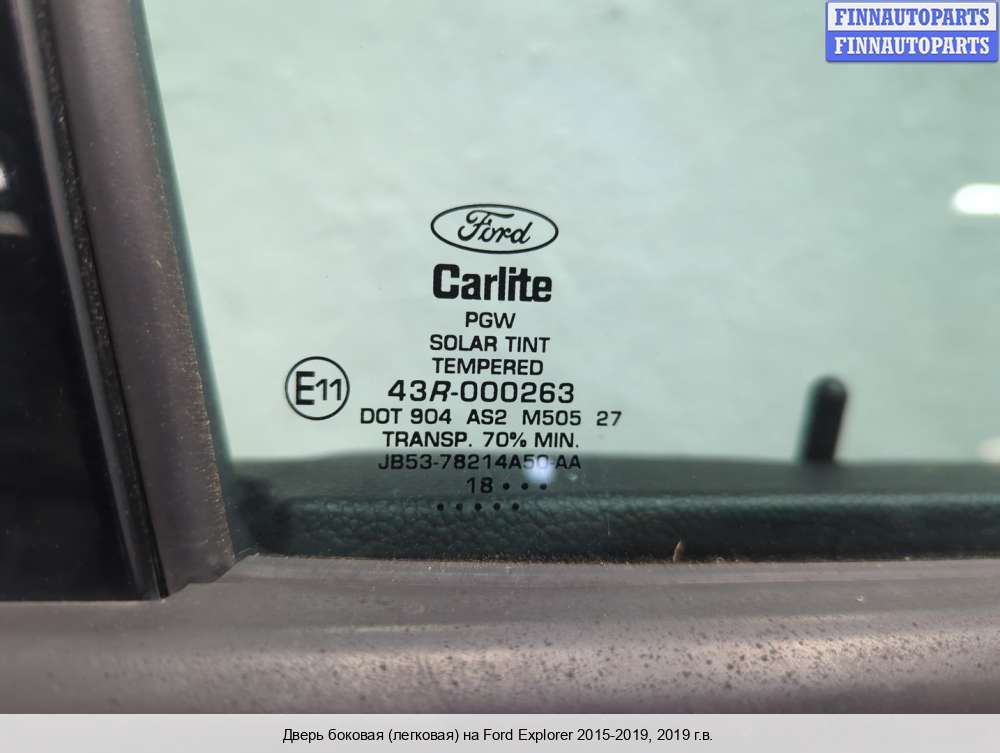 FINNAUTOPARTS
FINNAUTOPARTS
Ford
Carlite
PGW
SOLAR TINT
TEMPERED
E11
43R-000263
DOT 904 AS2 M505 27
TRANSP. 70% MIN.
JB53-78214A50-AA
18 • • •
• • • • •
Дверь боковая (легковая) на Ford Explorer 2015-2019, 2019 г.в.